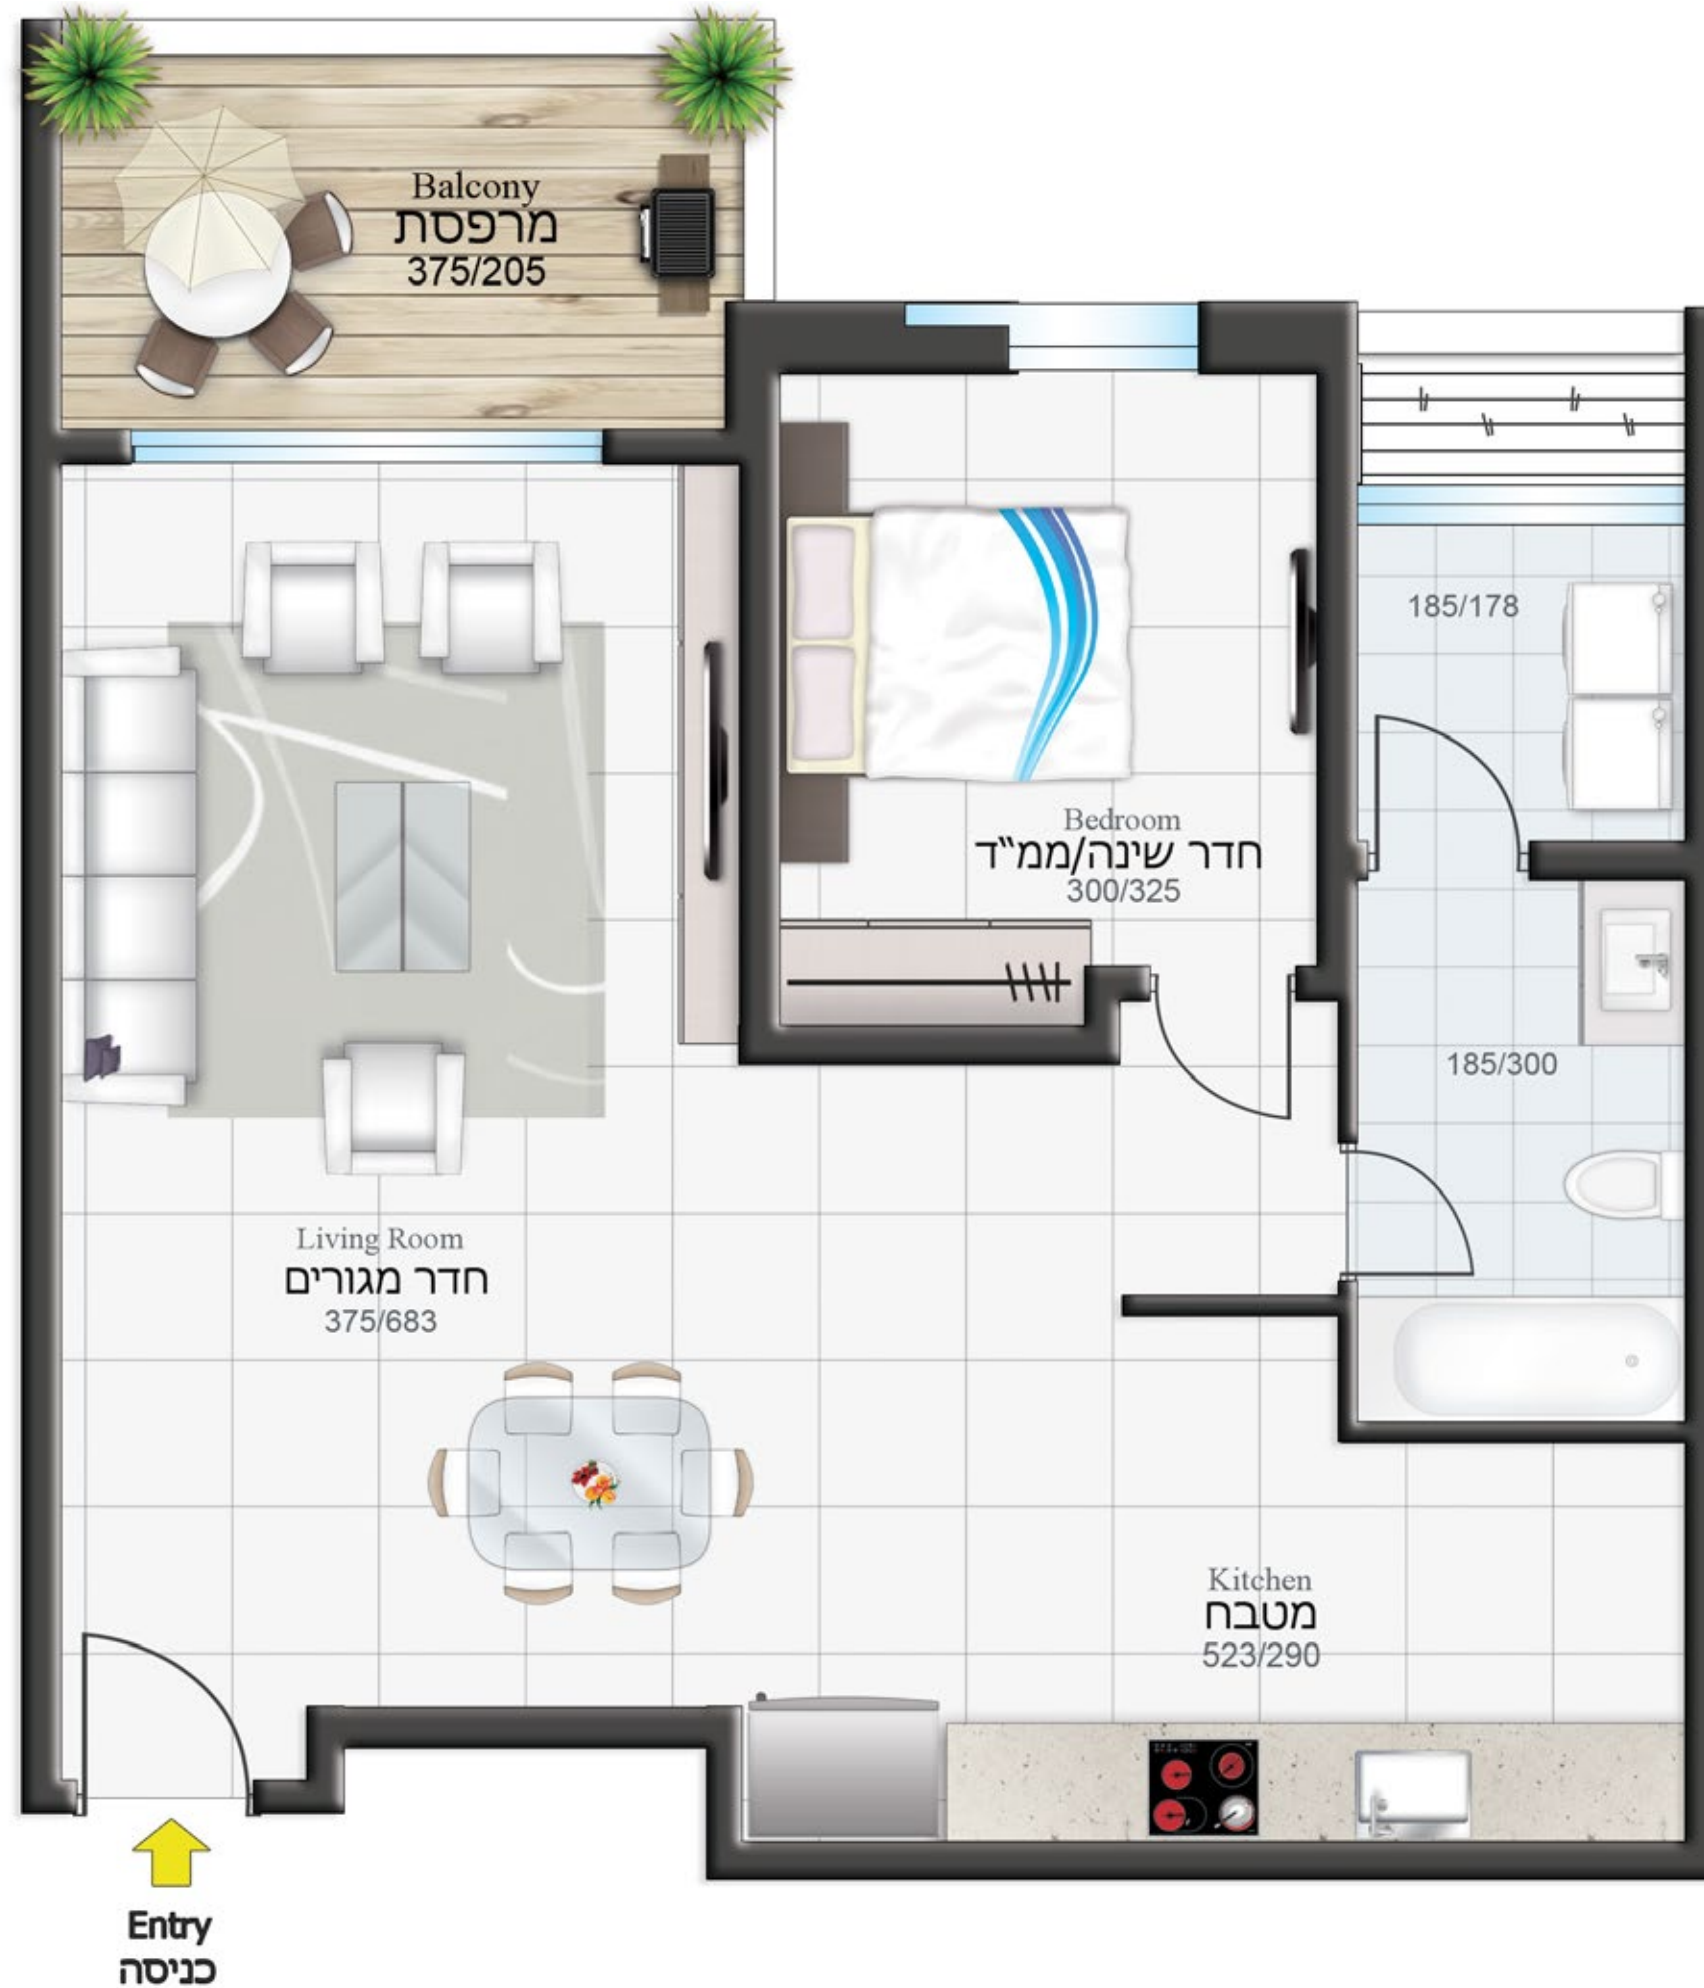 Balcony
מרפסת
375/205
185/178
Bedroom
חדר שינה/ממ"ד
300/325
185/300
Living Room
חדר מגורים
375/683
Kitchen
מטבח
523/290
Entry
כניסה